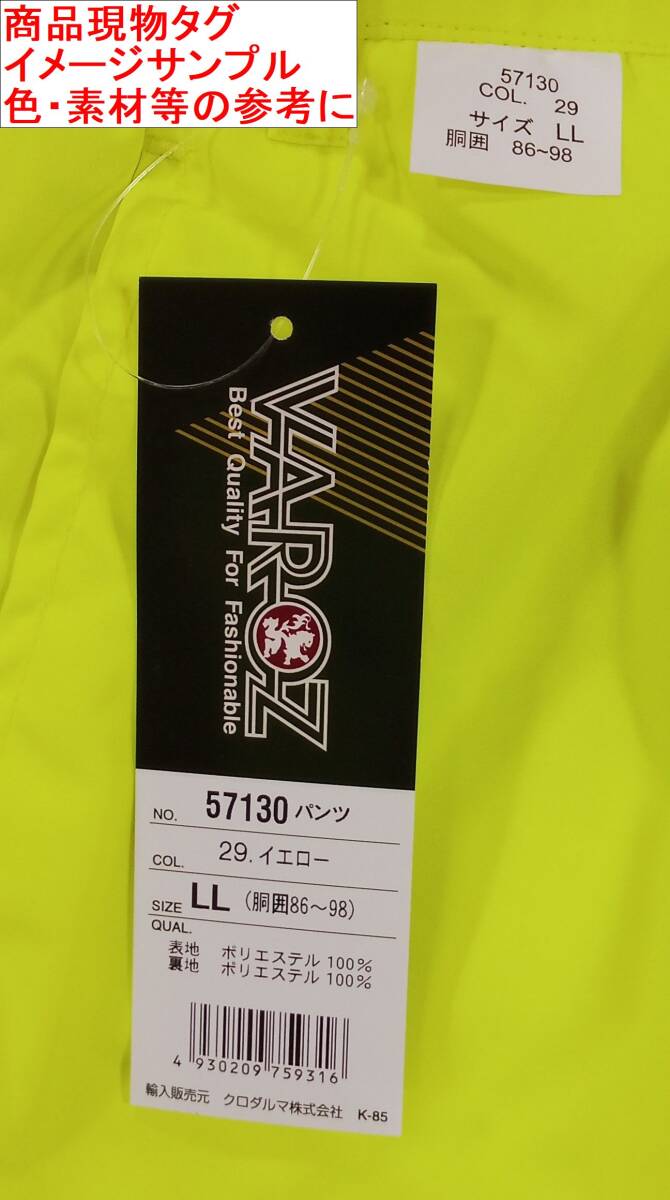 商品現物タグ
イメージサンプル
色・素材等の参考に
57130
COL. 29
サイズ LL
胴囲 86~98
VAROZ
Best Quality For Fashionable
NO. 57130 パンツ
COL. 29.イエロー
SIZE LL (胴囲86～98)
QUAL.
表地 ポリエステル 100%
裏地 ポリエステル 100%
4 930209 759316
輸入販売元 クロダルマ株式会社 K-85